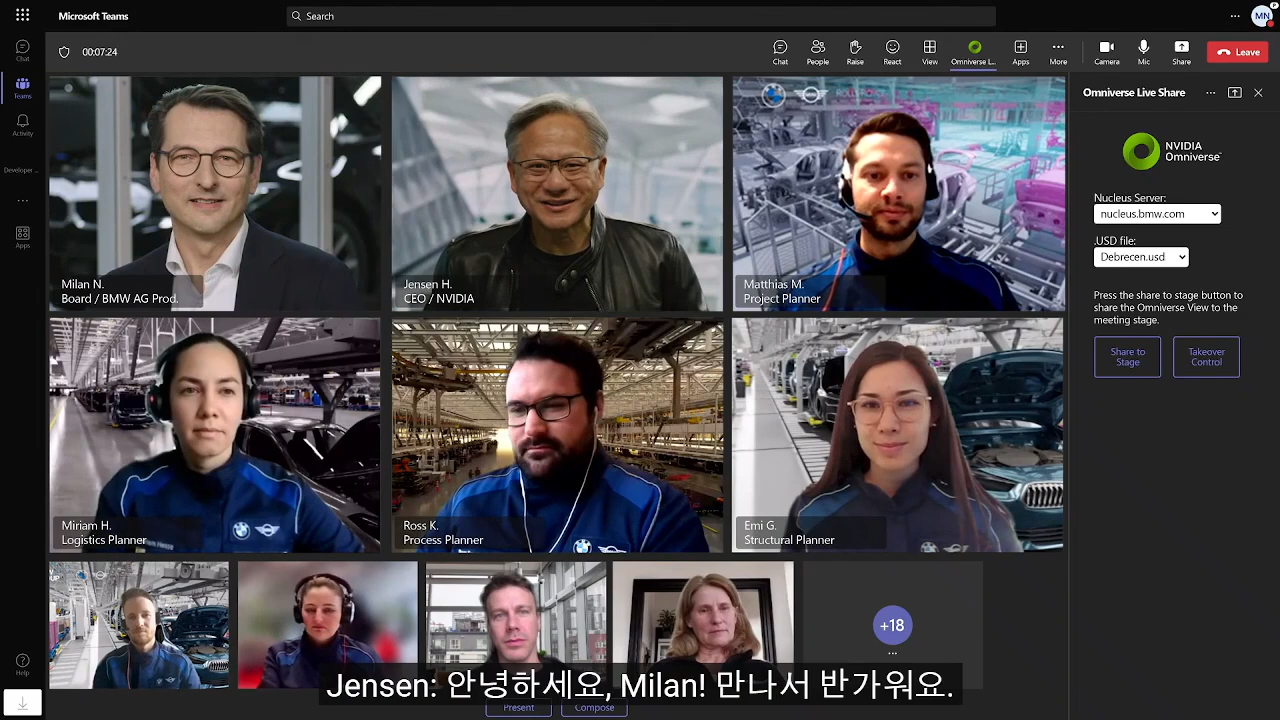 Microsoft Teams
Search
MN
Chat
Teams
Activity
Developer ...
Apps
Help
00:07:24
Chat
People
Raise
React
View
Omniverse L...
Apps
More
Camera
Mic
Share
Leave
Milan N.
Board / BMW AG Prod.
Jensen H.
CEO / NVIDIA
Matthias M.
Project Planner
Miriam H.
Logistics Planner
Ross K.
Process Planner
Emi G.
Structural Planner
+18
...
Present
Compose
Omniverse Live Share
NVIDIA
Omniverse™
Nucleus Server:
nucleus.bmw.com
.USD file:
Debrecen.usd
Press the share to stage button to
share the Omniverse View to the
meeting stage.
Share to
Stage
Takeover
Control
Jensen: 안녕하세요, Milan! 만나서 반가워요.